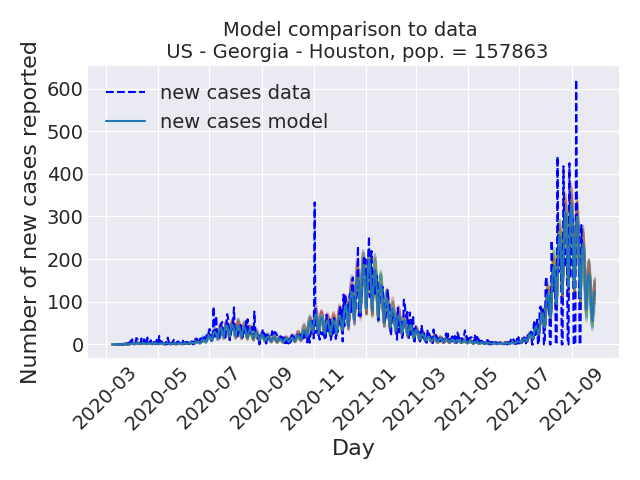 Model comparison to data
US - Georgia - Houston, pop. = 157863
Number of new cases reported
new cases data
new cases model
600
500
400
300
200
100
0
2020-03
2020-05
2020-07
2020-09
2020-11
2021-01
2021-03
2021-05
2021-07
2021-09
Day